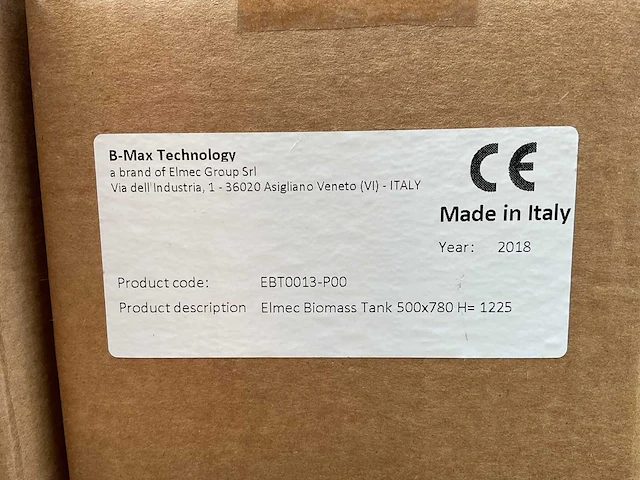 B-Max Technology
a brand of Elmec Group Srl
Via dell'Industria, 1 - 36020 Asigliano Veneto (VI) - ITALY
CE
Made in Italy
Year: 2018
Product code: EBT0013-P00
Product description Elmec Biomass Tank 500x780 H= 1225